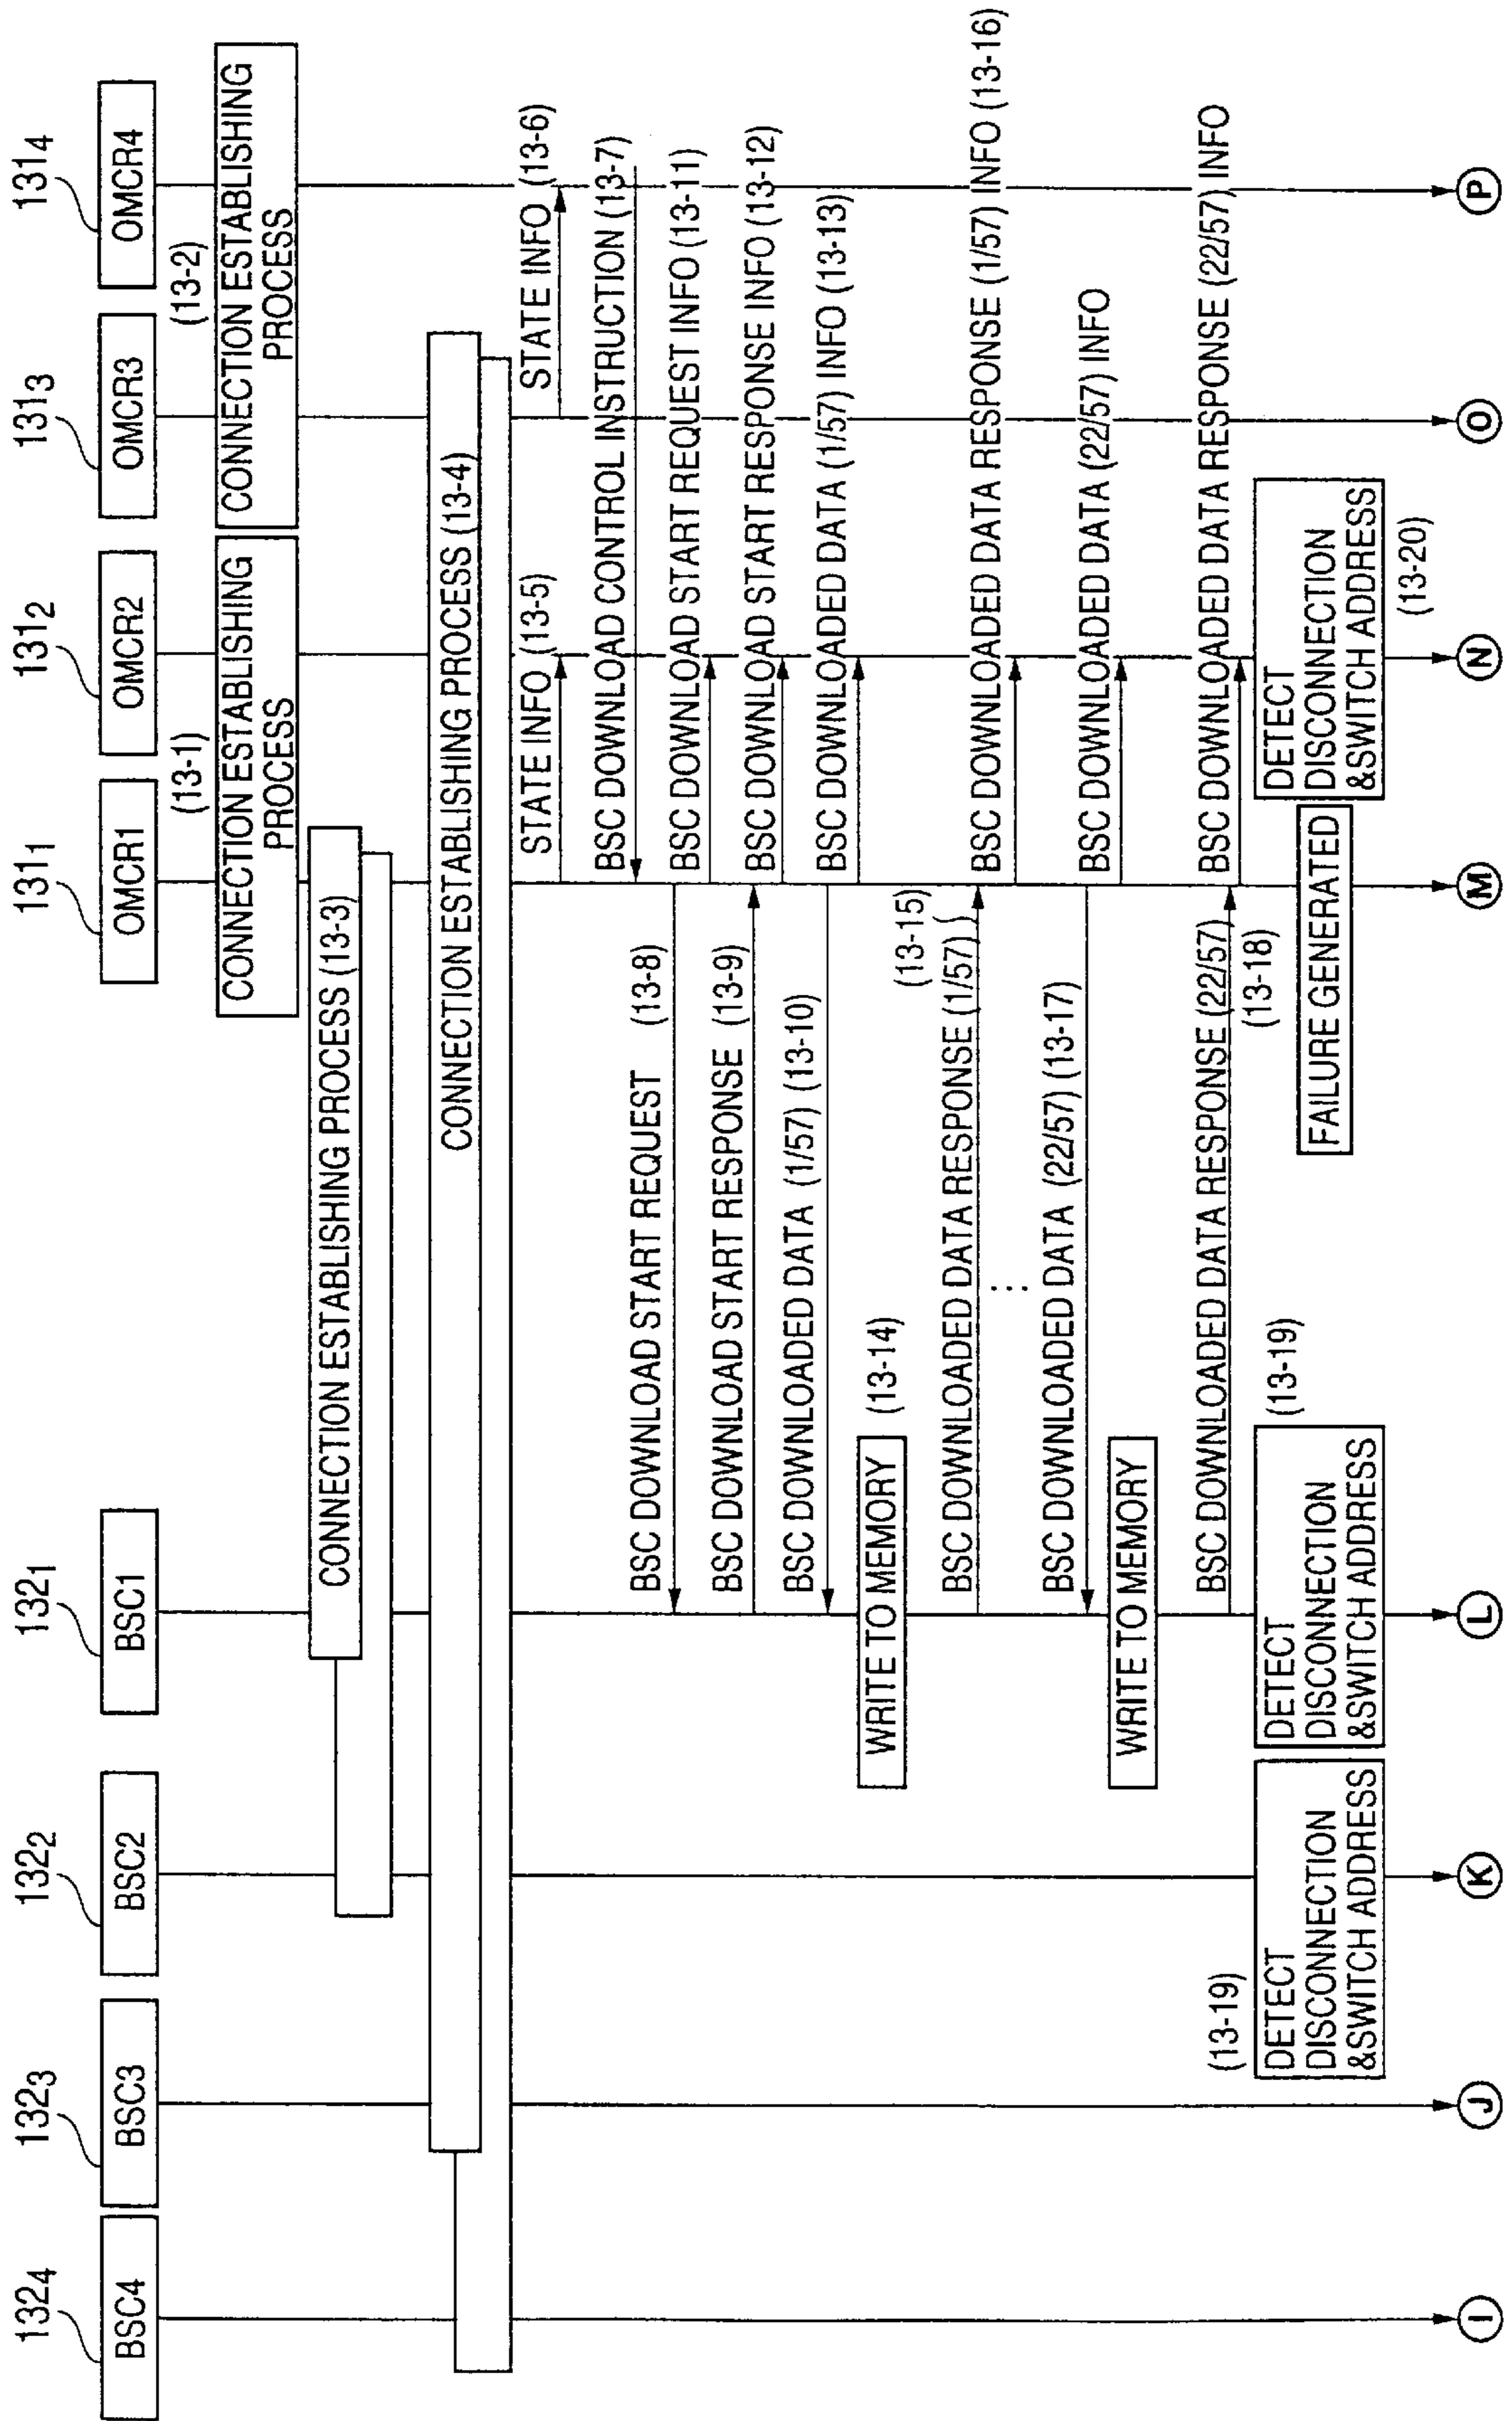 1324
1323
1322
1321
1311
1312
1313
1314
BSC4
BSC3
BSC2
BSC1
OMCR1
OMCR2
OMCR3
OMCR4
(13-1)
(13-2)
CONNECTION ESTABLISHING
PROCESS
CONNECTION ESTABLISHING
PROCESS
CONNECTION ESTABLISHING PROCESS (13-3)
CONNECTION ESTABLISHING PROCESS (13-4)
STATE INFO (13-5)
STATE INFO (13-6)
BSC DOWNLOAD CONTROL INSTRUCTION (13-7)
BSC DOWNLOAD START REQUEST (13-8)
BSC DOWNLOAD START REQUEST INFO (13-11)
BSC DOWNLOAD START RESPONSE (13-9)
BSC DOWNLOAD START RESPONSE INFO (13-12)
BSC DOWNLOADED DATA (1/57) (13-10)
BSC DOWNLOADED DATA (1/57) INFO (13-13)
WRITE TO MEMORY
(13-14)
(13-15)
BSC DOWNLOADED DATA RESPONSE (1/57)
BSC DOWNLOADED DATA RESPONSE (1/57) INFO (13-16)
...
BSC DOWNLOADED DATA (22/57) (13-17)
BSC DOWNLOADED DATA (22/57) INFO
WRITE TO MEMORY
BSC DOWNLOADED DATA RESPONSE (22/57)
(13-18)
BSC DOWNLOADED DATA RESPONSE (22/57) INFO
(13-19)
DETECT
DISCONNECTION
&SWITCH ADDRESS
DETECT
DISCONNECTION
&SWITCH ADDRESS
(13-19)
FAILURE GENERATED
DETECT
DISCONNECTION
&SWITCH ADDRESS
(13-20)
I
J
K
L
M
N
O
P